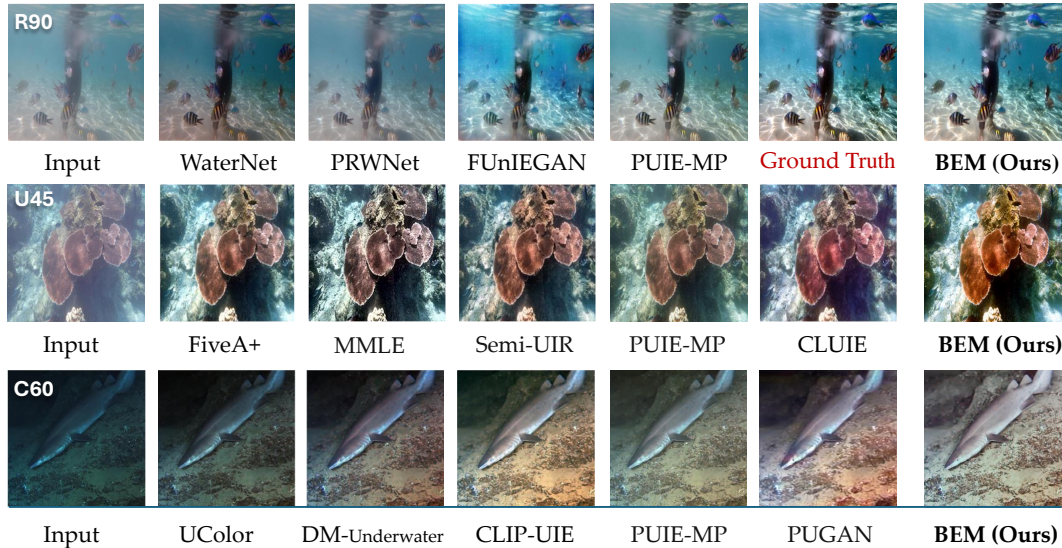 R90
Input WaterNet PRWNet FUnIEGAN PUIE-MP Ground Truth BEM (Ours)
U45
Input FiveA+ MMLE Semi-UIR PUIE-MP CLUIE BEM (Ours)
C60
Input UColor DM-Underwater CLIP-UIE PUIE-MP PUGAN BEM (Ours)